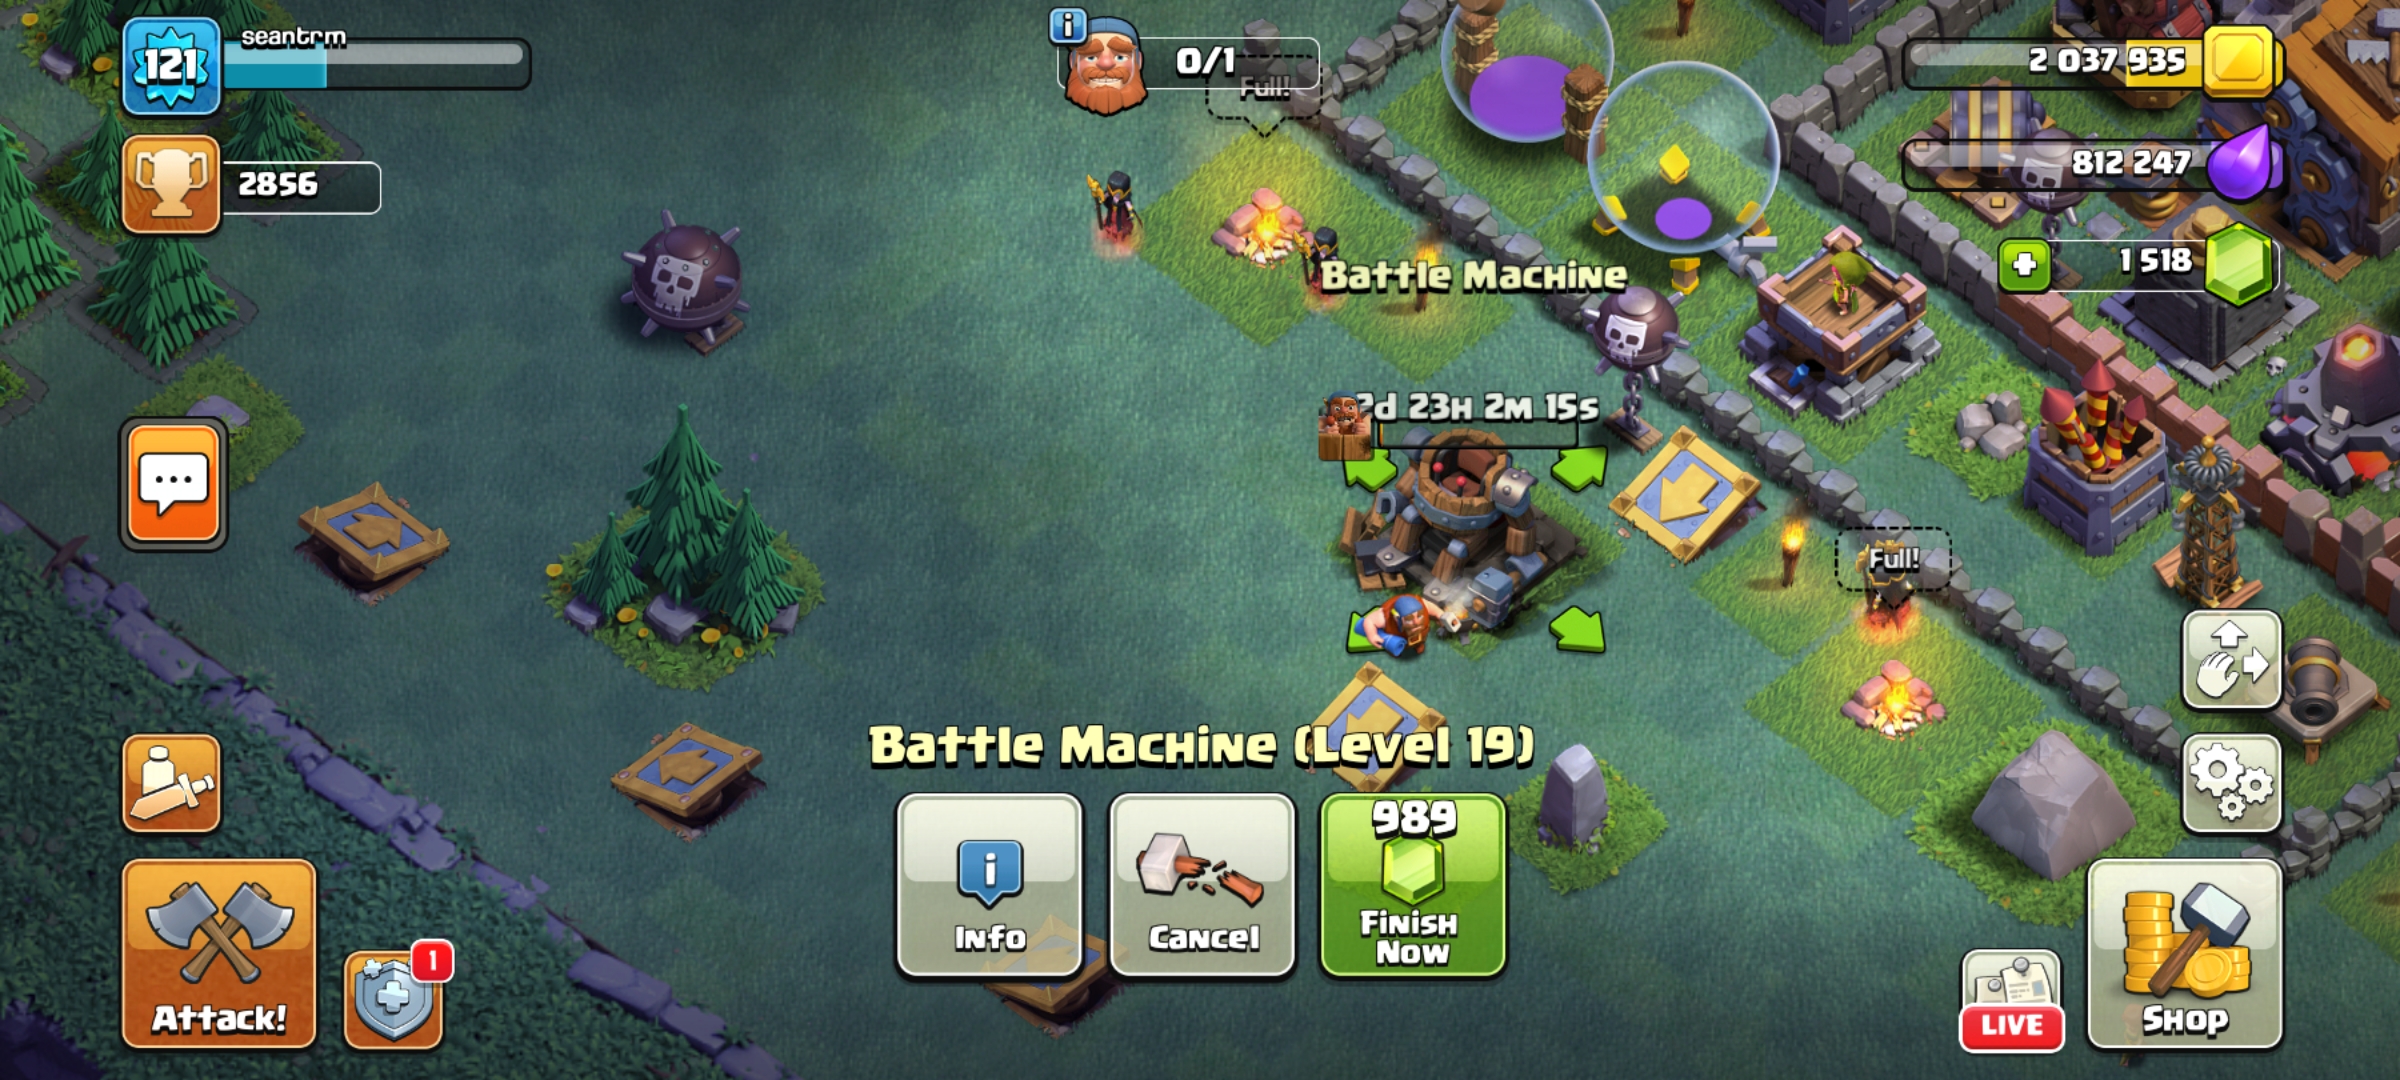 seantrm
121
0/1
Full!
2 037 935
2856
812 247
1 518
Battle Machine
2d 23H 2M 15s
Full!
Battle Machine (Level 19)
989
Info
Cancel
Finish
Now
1
Attack!
LIVE
Shop